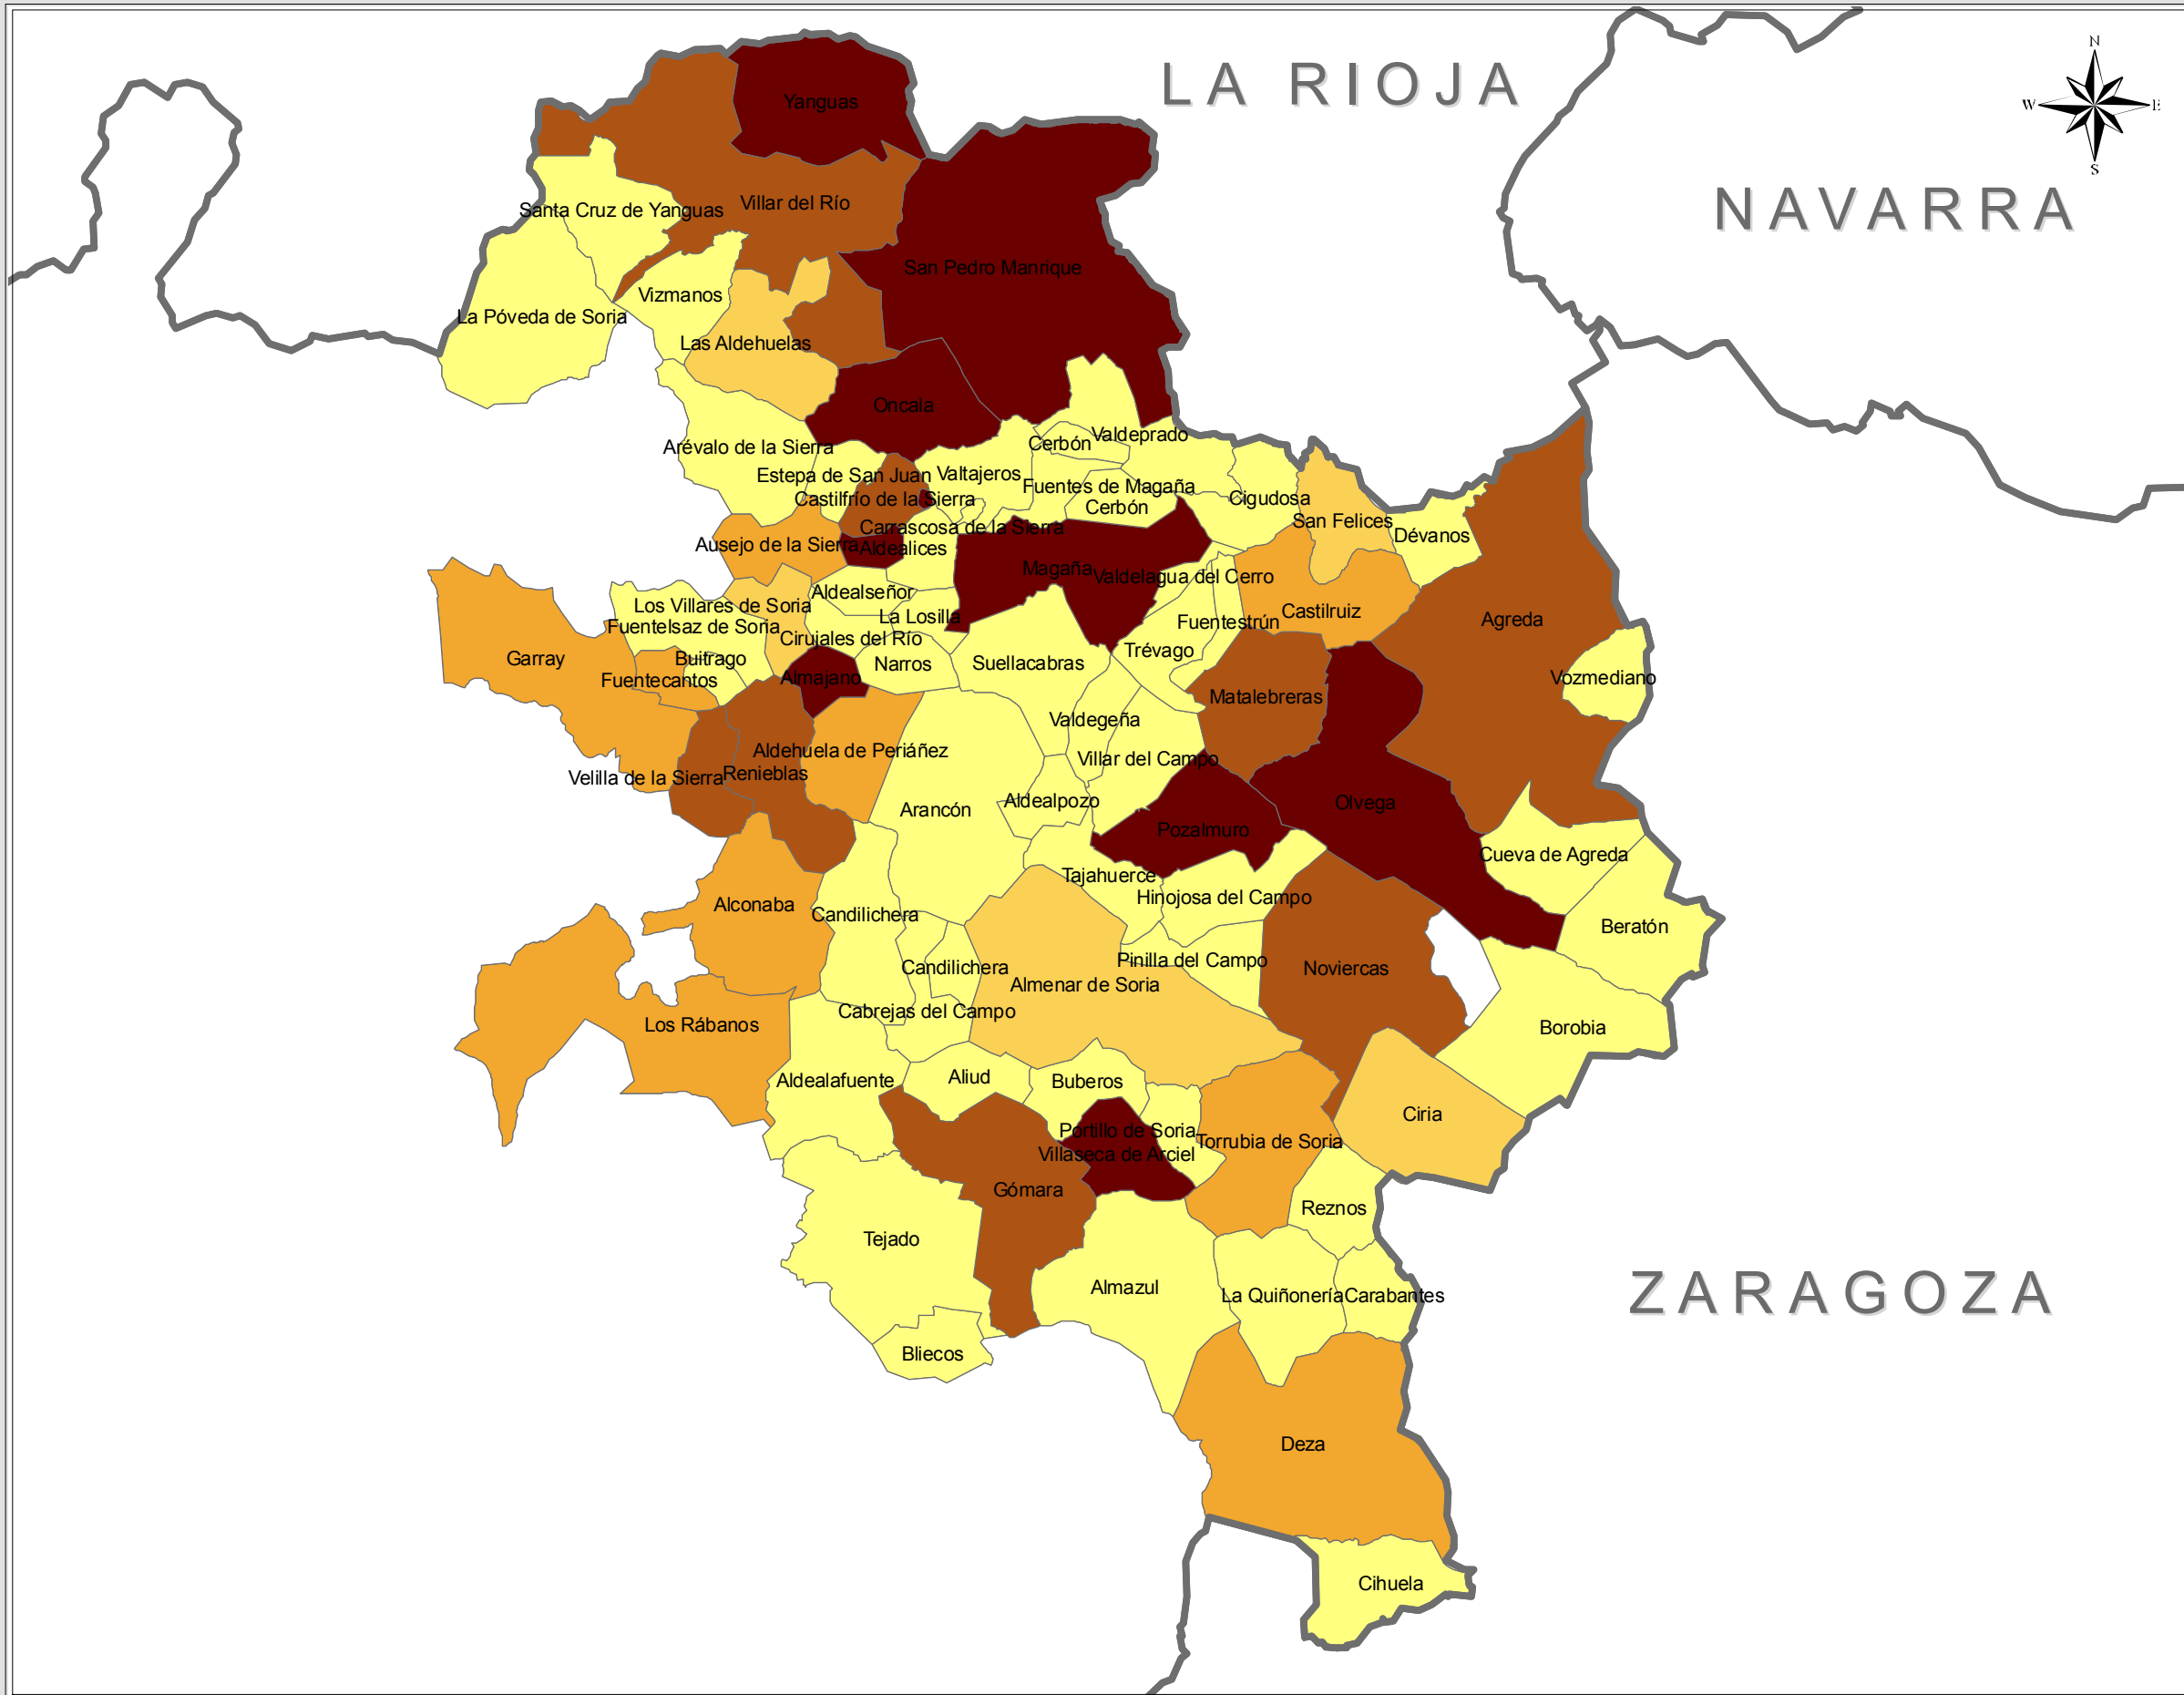 N
LA RIOJA
Yanguas
W
E
S
NAVARRA
Villar del Río
Santa Cruz de Yanguas
San Pedro Manrique
Vizmanos
La Póveda de Soria
Las Aldehuelas
Oncala
Valdeprado
Cerbón
Arévalo de la Sierra
Estepa de San Juan
Valtajeros
Fuentes de Magaña
Castilfrío de la Sierra
Cigudosa
Cerbón
San Felices
Carrascosa de la Sierra
Dévanos
Ausejo de la Sierra
Aldealices
Magaña
Valdelagua del Cerro
Aldealseñor
Los Villares de Soria
Castilruiz
La Losilla
Agreda
Fuentestrún
Fuentelsaz de Soria
Cirujales del Río
Trévago
Garray
Buitrago
Narros
Suellacabras
Almajano
Vozmediano
Fuentecantos
Matalebreras
Valdegeña
Aldehuela de Periáñez
Villar del Campo
Velilla de la Sierra
Renieblas
Aldealpozo
Olvega
Arancón
Pozalmuro
Cueva de Agreda
Tajahuerce
Hinojosa del Campo
Alconaba
Candilichera
Beratón
Pinilla del Campo
Candilichera
Noviercas
Almenar de Soria
Cabrejas del Campo
Los Rábanos
Borobia
Aliud
Aldealafuente
Buberos
Ciria
Portillo de Soria
Torrubia de Soria
Villaseca de Arciel
Gómara
Reznos
Tejado
Almazul
La Quiñonería
Carabantes
ZARAGOZA
Bliecos
Deza
Cihuela